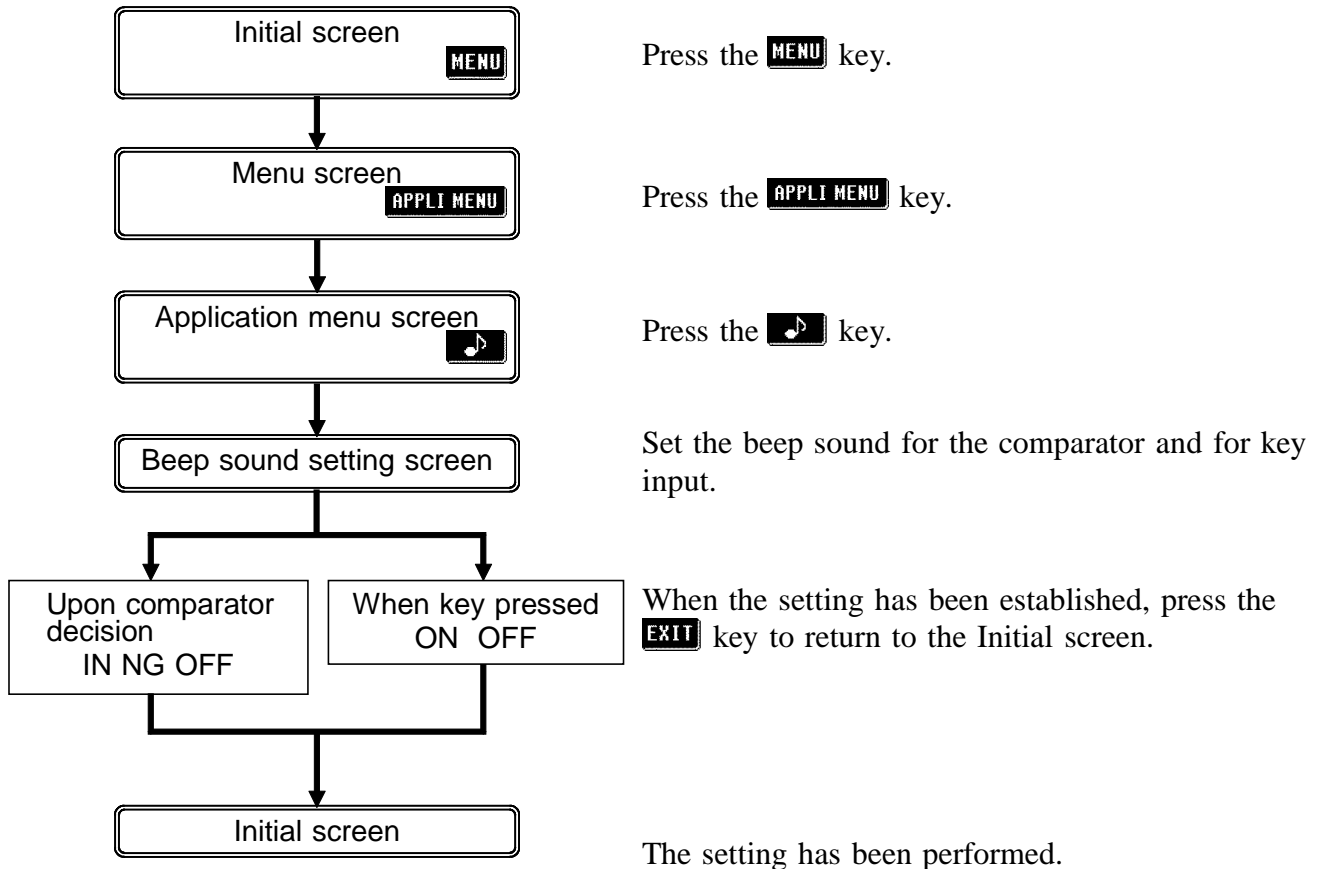 Initial screen
MENU
Press the MENU key.
Menu screen
APPLI MENU
Press the APPLI MENU key.
Application menu screen
♪
Press the ♪ key.
Beep sound setting screen
Set the beep sound for the comparator and for key
input.
Upon comparator
decision
IN NG OFF
When key pressed
ON OFF
When the setting has been established, press the
EXIT key to return to the Initial screen.
Initial screen
The setting has been performed.